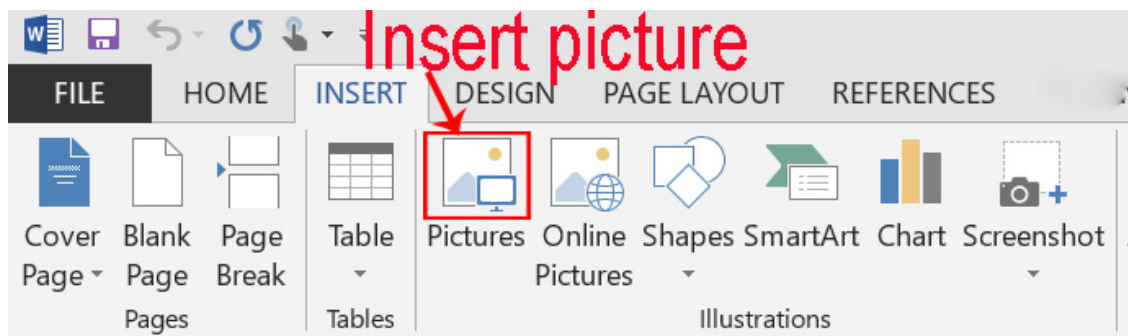 Insert picture
FILE HOME INSERT DESIGN PAGE LAYOUT REFERENCES
Cover Page Blank Page Page Break Table Pictures Online Pictures Shapes SmartArt Chart Screenshot
Pages Tables Illustrations